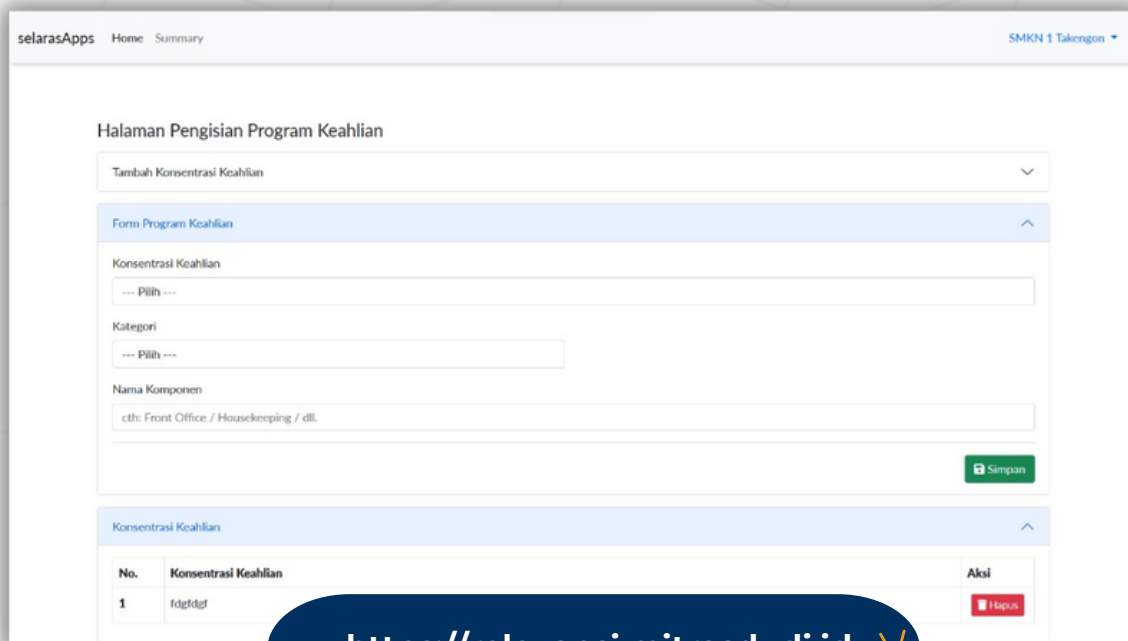 selarasApps Home Summary SMKN 1 Takengon
Halaman Pengisian Program Keahlian
Tambah Konsentrasi Keahlian
Form Program Keahlian
Konsentrasi Keahlian
--- Pilih ---
Kategori
--- Pilih ---
Nama Komponen
cth: Front Office / Housekeeping / dll.
Simpan
Konsentrasi Keahlian
No. Konsentrasi Keahlian Aksi
1 fdgfdgf Hapus